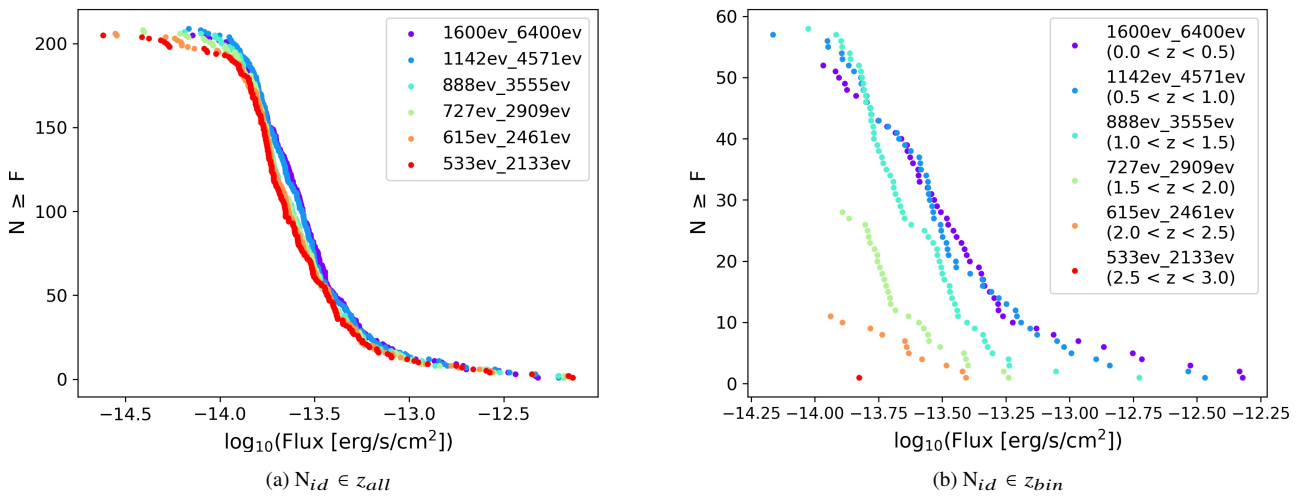 200
150
100
50
0
N ≥ F
−14.5 −14.0 −13.5 −13.0 −12.5
log₁₀(Flux [erg/s/cm²])
1600ev_6400ev
1142ev_4571ev
888ev_3555ev
727ev_2909ev
615ev_2461ev
533ev_2133ev
(a) N_id ∈ z_all
60
50
40
30
20
10
0
N ≥ F
−14.25 −14.00 −13.75 −13.50 −13.25 −13.00 −12.75 −12.50 −12.25
log₁₀(Flux [erg/s/cm²])
1600ev_6400ev
(0.0 < z < 0.5)
1142ev_4571ev
(0.5 < z < 1.0)
888ev_3555ev
(1.0 < z < 1.5)
727ev_2909ev
(1.5 < z < 2.0)
615ev_2461ev
(2.0 < z < 2.5)
533ev_2133ev
(2.5 < z < 3.0)
(b) N_id ∈ z_bin